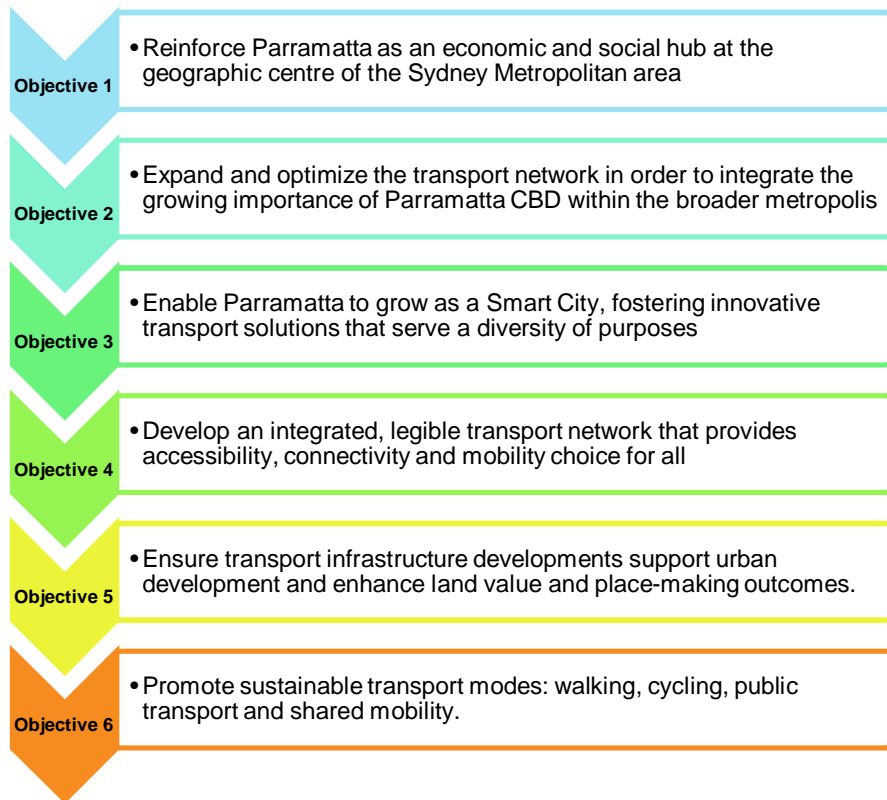 Objective 1
•Reinforce Parramatta as an economic and social hub at the
geographic centre of the Sydney Metropolitan area
Objective 2
•Expand and optimize the transport network in order to integrate the
growing importance of Parramatta CBD within the broader metropolis
Objective 3
•Enable Parramatta to grow as a Smart City, fostering innovative
transport solutions that serve a diversity of purposes
Objective 4
•Develop an integrated, legible transport network that provides
accessibility, connectivity and mobility choice for all
Objective 5
•Ensure transport infrastructure developments support urban
development and enhance land value and place-making outcomes.
Objective 6
•Promote sustainable transport modes: walking, cycling, public
transport and shared mobility.